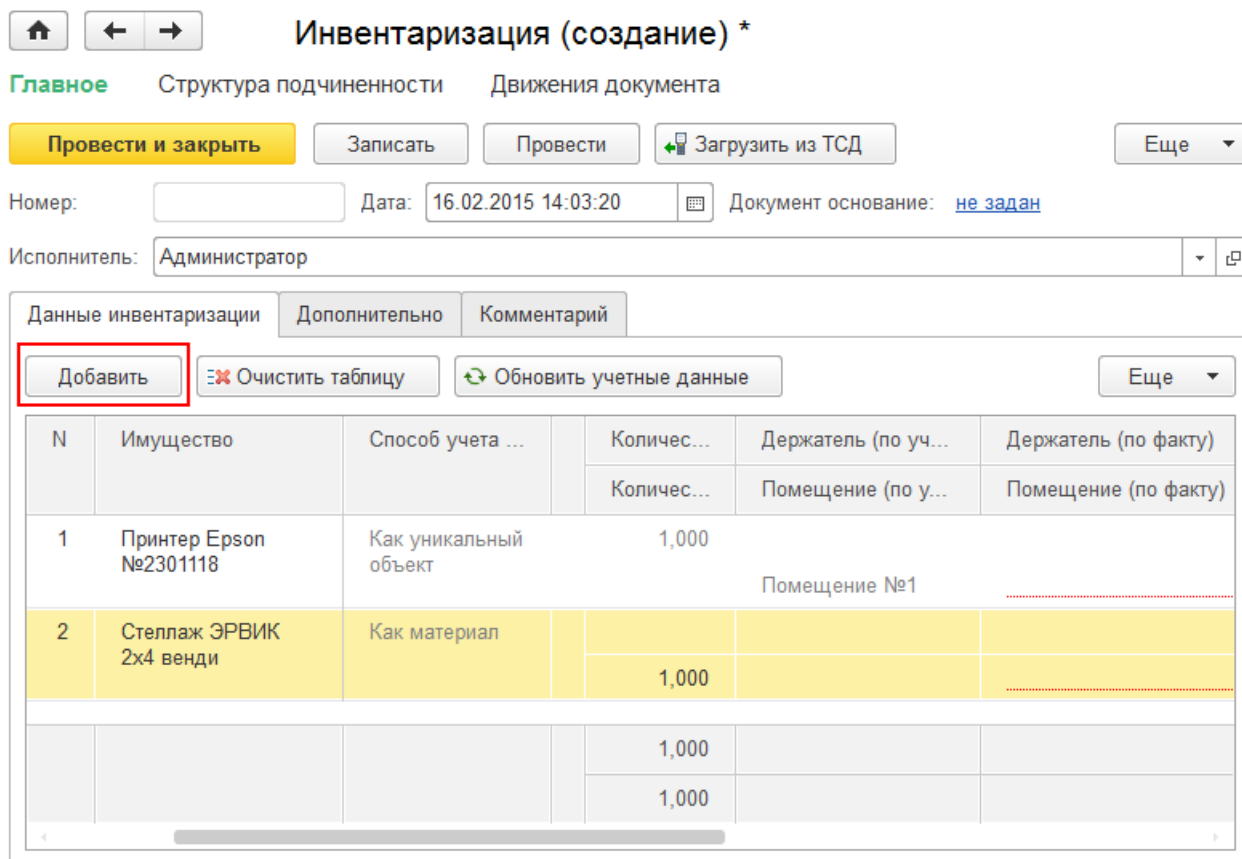 Инвентаризация (создание) *
Главное Структура подчиненности Движения документа
Провести и закрыть Записать Провести Загрузить из ТСД Еще
Номер: Дата: 16.02.2015 14:03:20 Документ основание: не задан
Исполнитель: Администратор
Данные инвентаризации Дополнительно Комментарий
Добавить Очистить таблицу Обновить учетные данные Еще
N Имущество Способ учета ... Количес... Держатель (по уч... Держатель (по факту)
Количес... Помещение (по у... Помещение (по факту)
1 Принтер Epson Как уникальный 1,000
№2301118 объект
Помещение №1
2 Стеллаж ЭРВИК Как материал
2х4 венди
1,000
1,000
1,000